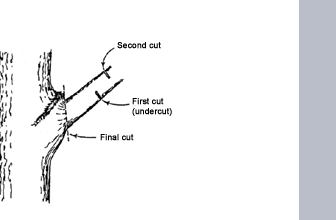 Second cut
First cut
(undercut)
Final cut